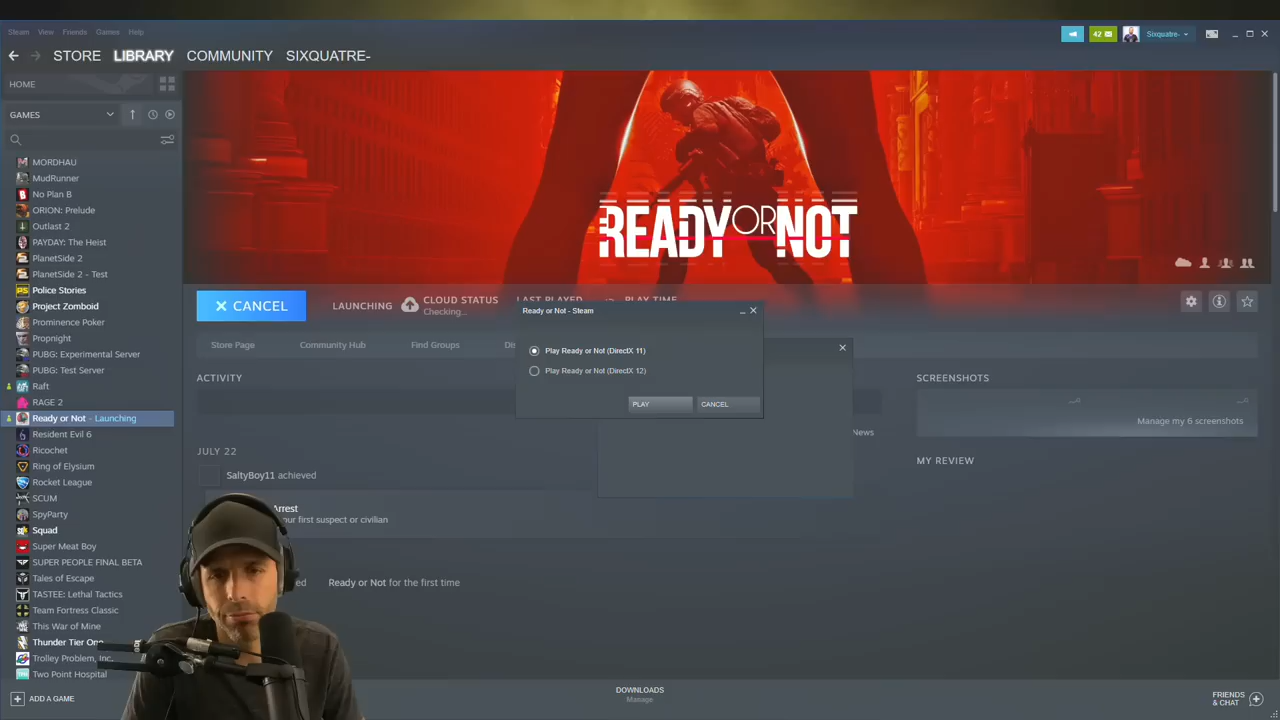 Steam View Friends Games Help
42 Sixquatre-
STORE LIBRARY COMMUNITY SIXQUATRE-
HOME
GAMES
MORDHAU
MudRunner
No Plan B
ORION: Prelude
Outlast 2
PAYDAY: The Heist
PlanetSide 2
PlanetSide 2 - Test
Police Stories
Project Zomboid
Prominence Poker
Propnight
PUBG: Experimental Server
PUBG: Test Server
Raft
RAGE 2
Ready or Not - Launching
Resident Evil 6
Ricochet
Ring of Elysium
Rocket League
SCUM
SpyParty
Squad
Super Meat Boy
SUPER PEOPLE FINAL BETA
Tales of Escape
TASTEE: Lethal Tactics
Team Fortress Classic
This War of Mine
Thunder Tier One
Trolley Problem, Inc.
Two Point Hospital
ADD A GAME
READY OR NOT
CANCEL
LAUNCHING
CLOUD STATUS
Checking...
LAST PLAYED
PLAY TIME
Store Page Community Hub Find Groups Dis
Ready or Not - Steam
Play Ready or Not (DirectX 11)
Play Ready or Not (DirectX 12)
PLAY CANCEL
ACTIVITY
News
JULY 22
SaltyBoy11 achieved
Arrest
our first suspect or civilian
ed Ready or Not for the first time
SCREENSHOTS
Manage my 6 screenshots
MY REVIEW
DOWNLOADS
Manage
FRIENDS
& CHAT